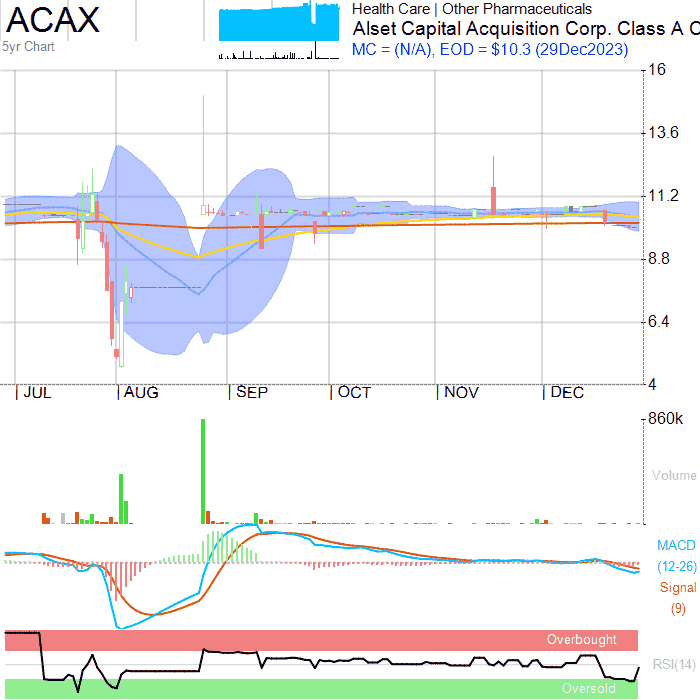 ACAX
5yr Chart
Health Care | Other Pharmaceuticals
Alset Capital Acquisition Corp. Class A C
MC = (N/A), EOD = $10.3 (29Dec2023)
16
13.6
11.2
8.8
6.4
4
JUL AUG SEP OCT NOV DEC
860k
Volume
MACD
(12-26)
Signal
(9)
Overbought
RSI(14)
Oversold